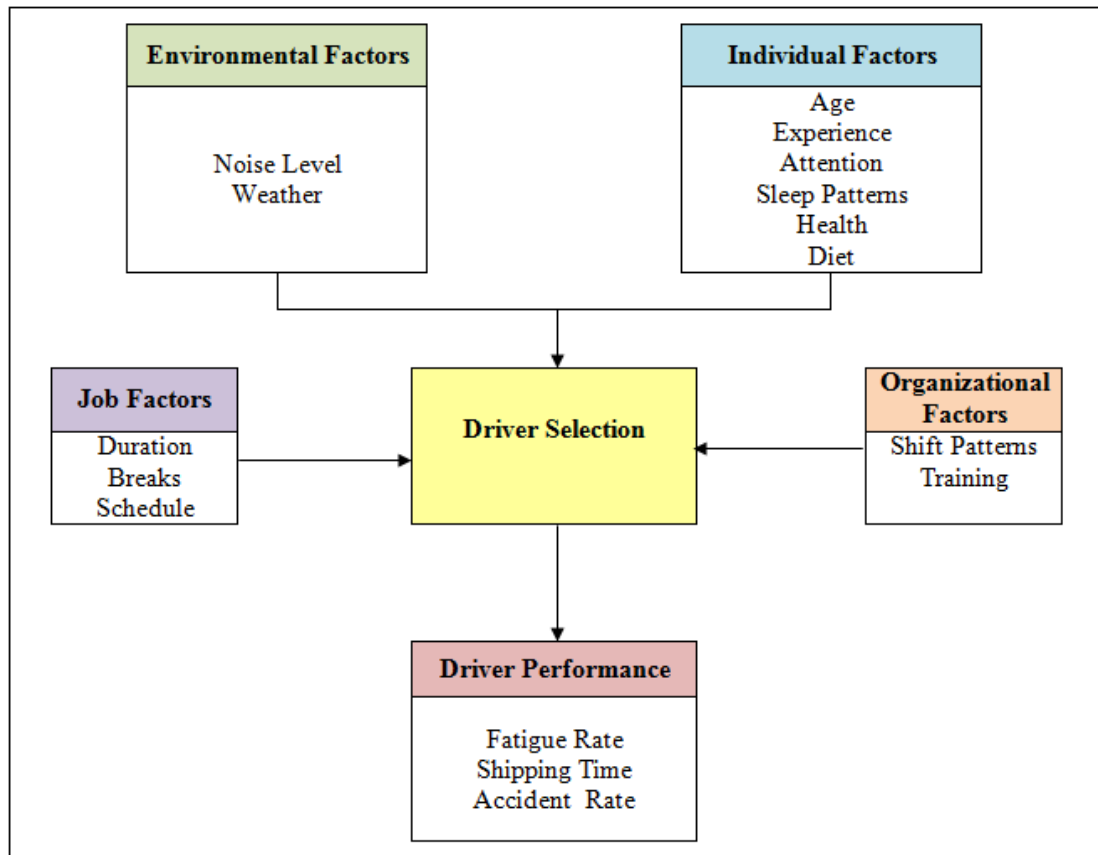 Environmental Factors
Noise Level
Weather
Individual Factors
Age
Experience
Attention
Sleep Patterns
Health
Diet
Job Factors
Duration
Breaks
Schedule
Driver Selection
Organizational
Factors
Shift Patterns
Training
Driver Performance
Fatigue Rate
Shipping Time
Accident Rate